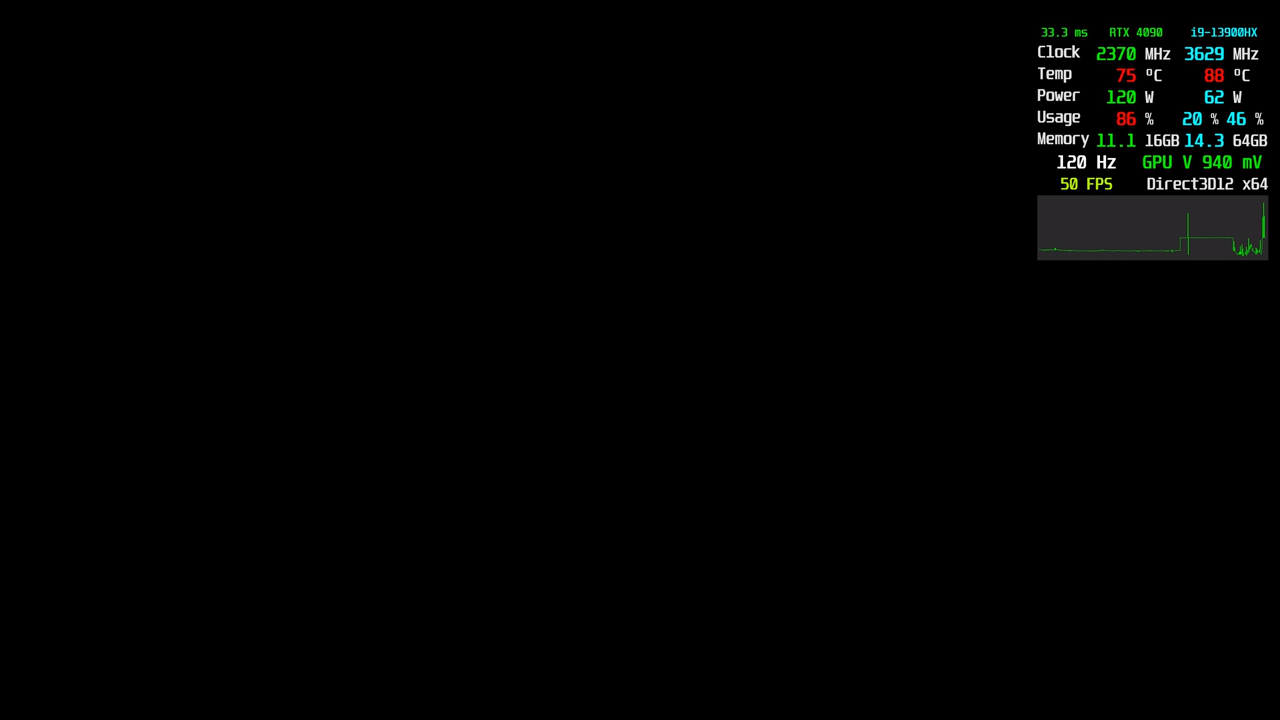 33.3 ms RTX 4090 i9-13900HX
Clock 2370 MHz 3629 MHz
Temp 75 ºC 88 ºC
Power 120 W 62 W
Usage 86 % 20 % 46 %
Memory 11.1 16GB 14.3 64GB
120 Hz GPU V 940 mV
50 FPS Direct3D12 x64